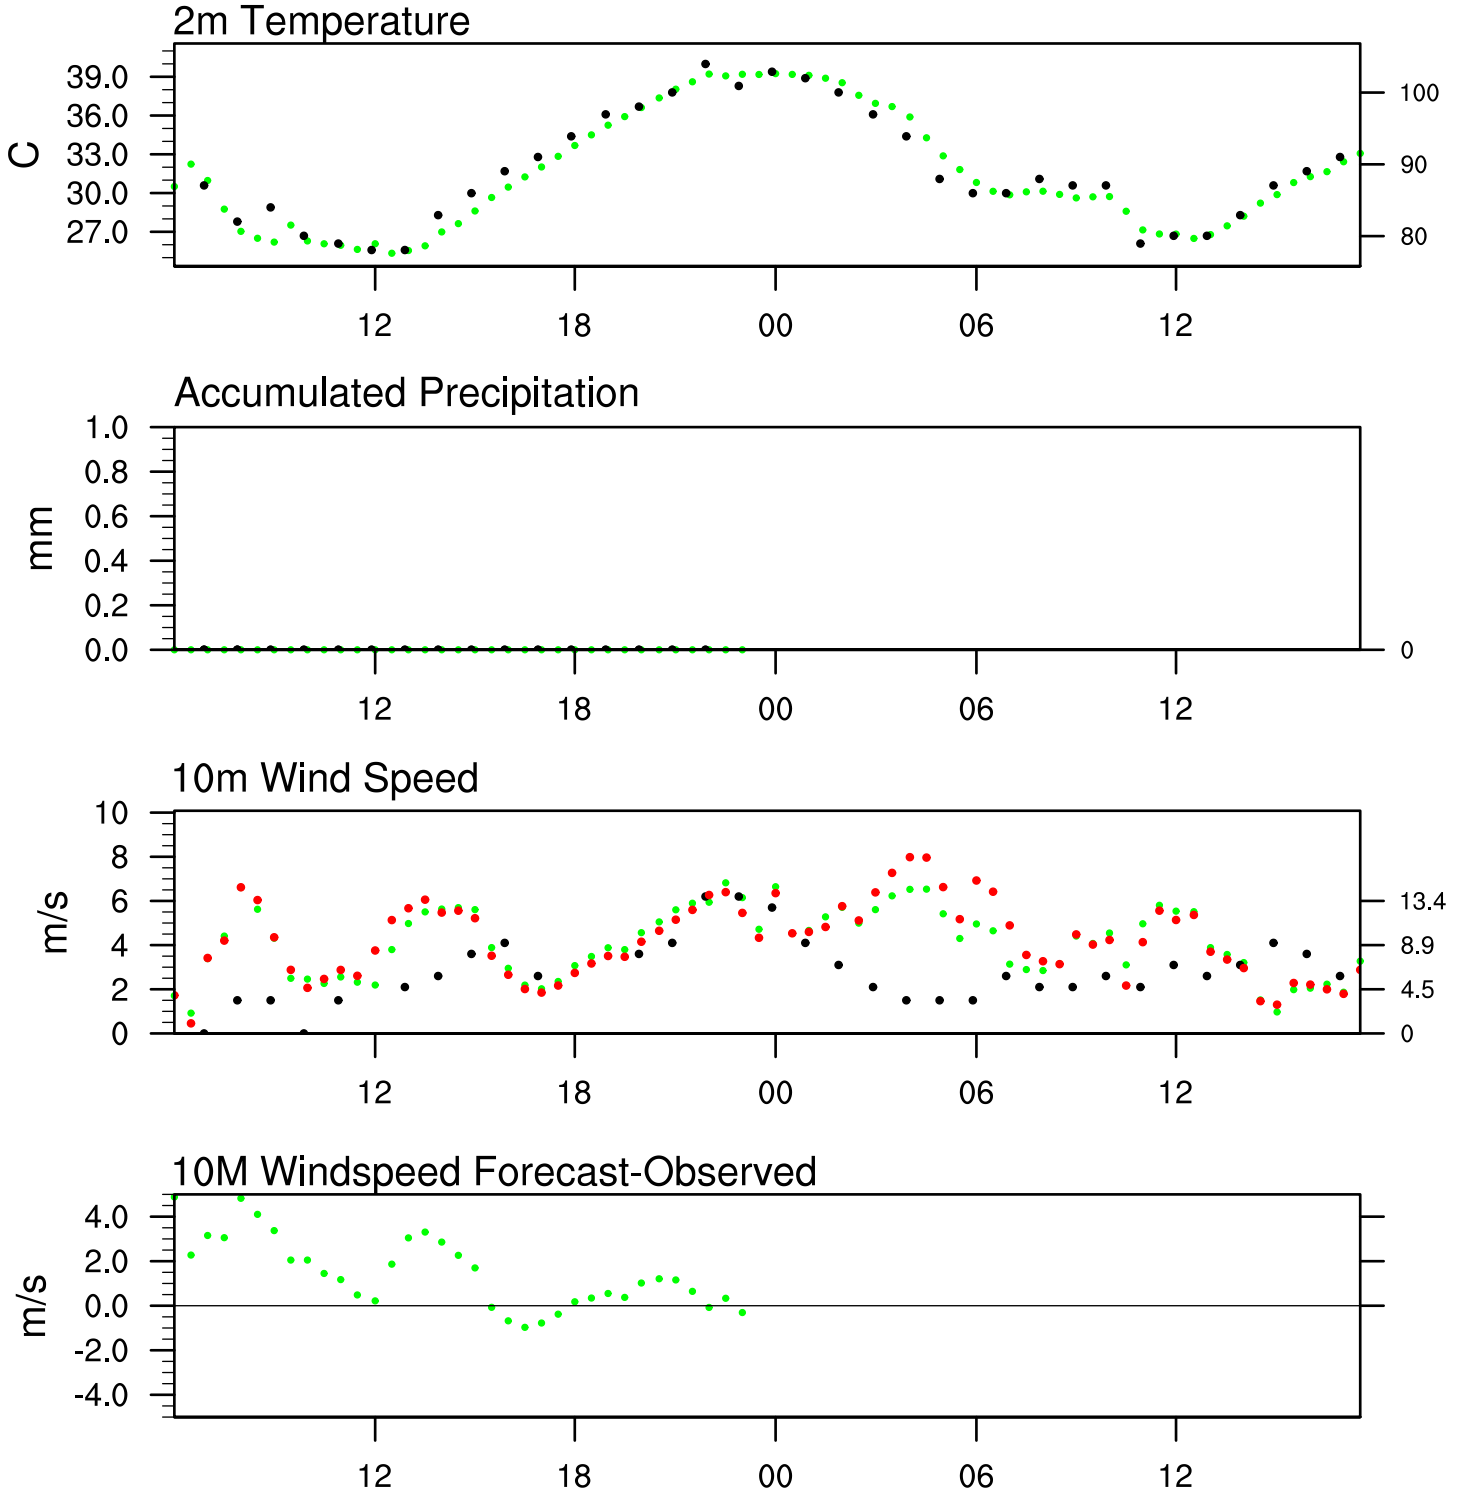 2m Temperature
C
39.0
36.0
33.0
30.0
27.0
100
90
80
12 18 00 06 12
Accumulated Precipitation
mm
1.0
0.8
0.6
0.4
0.2
0.0
0
12 18 00 06 12
10m Wind Speed
m/s
10
8
6
4
2
0
13.4
8.9
4.5
0
12 18 00 06 12
10M Windspeed Forecast-Observed
m/s
4.0
2.0
0.0
-2.0
-4.0
12 18 00 06 12